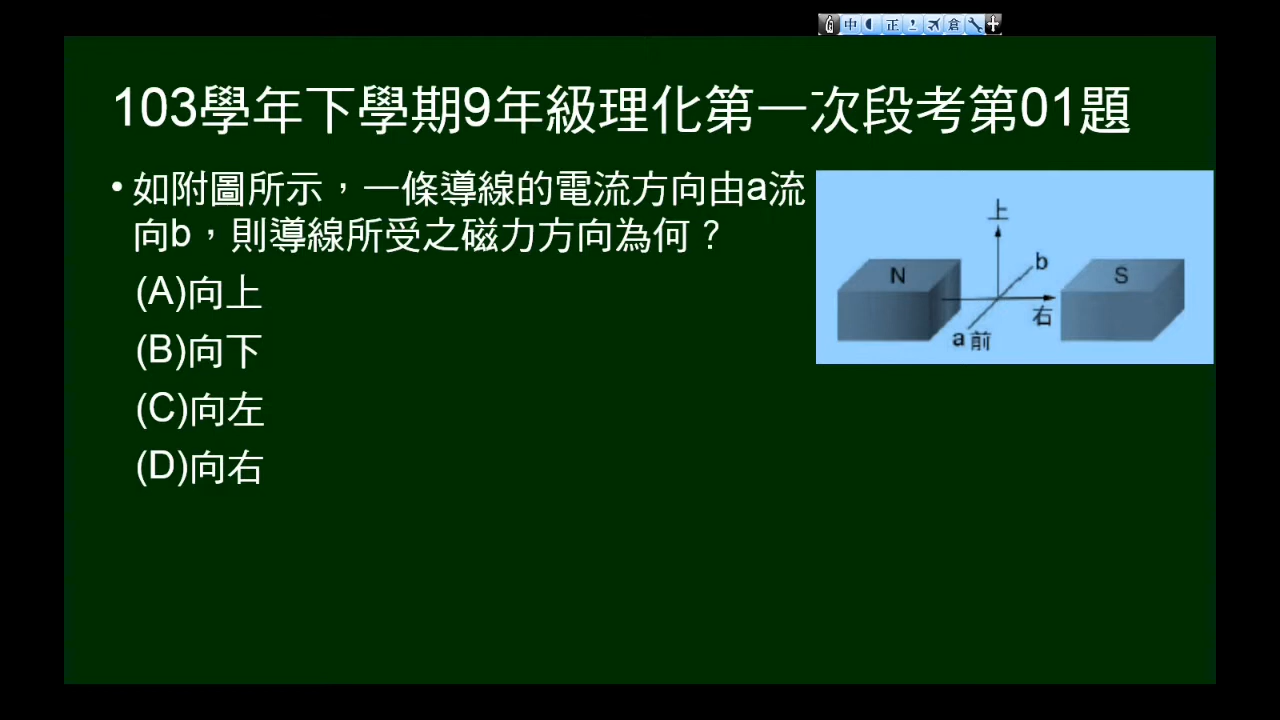 中 正 倉
103學年下學期9年級理化第一次段考第01題
• 如附圖所示，一條導線的電流方向由a流
向b，則導線所受之磁力方向為何？
(A)向上
(B)向下
(C)向左
(D)向右
上
b
N
S
右
a 前